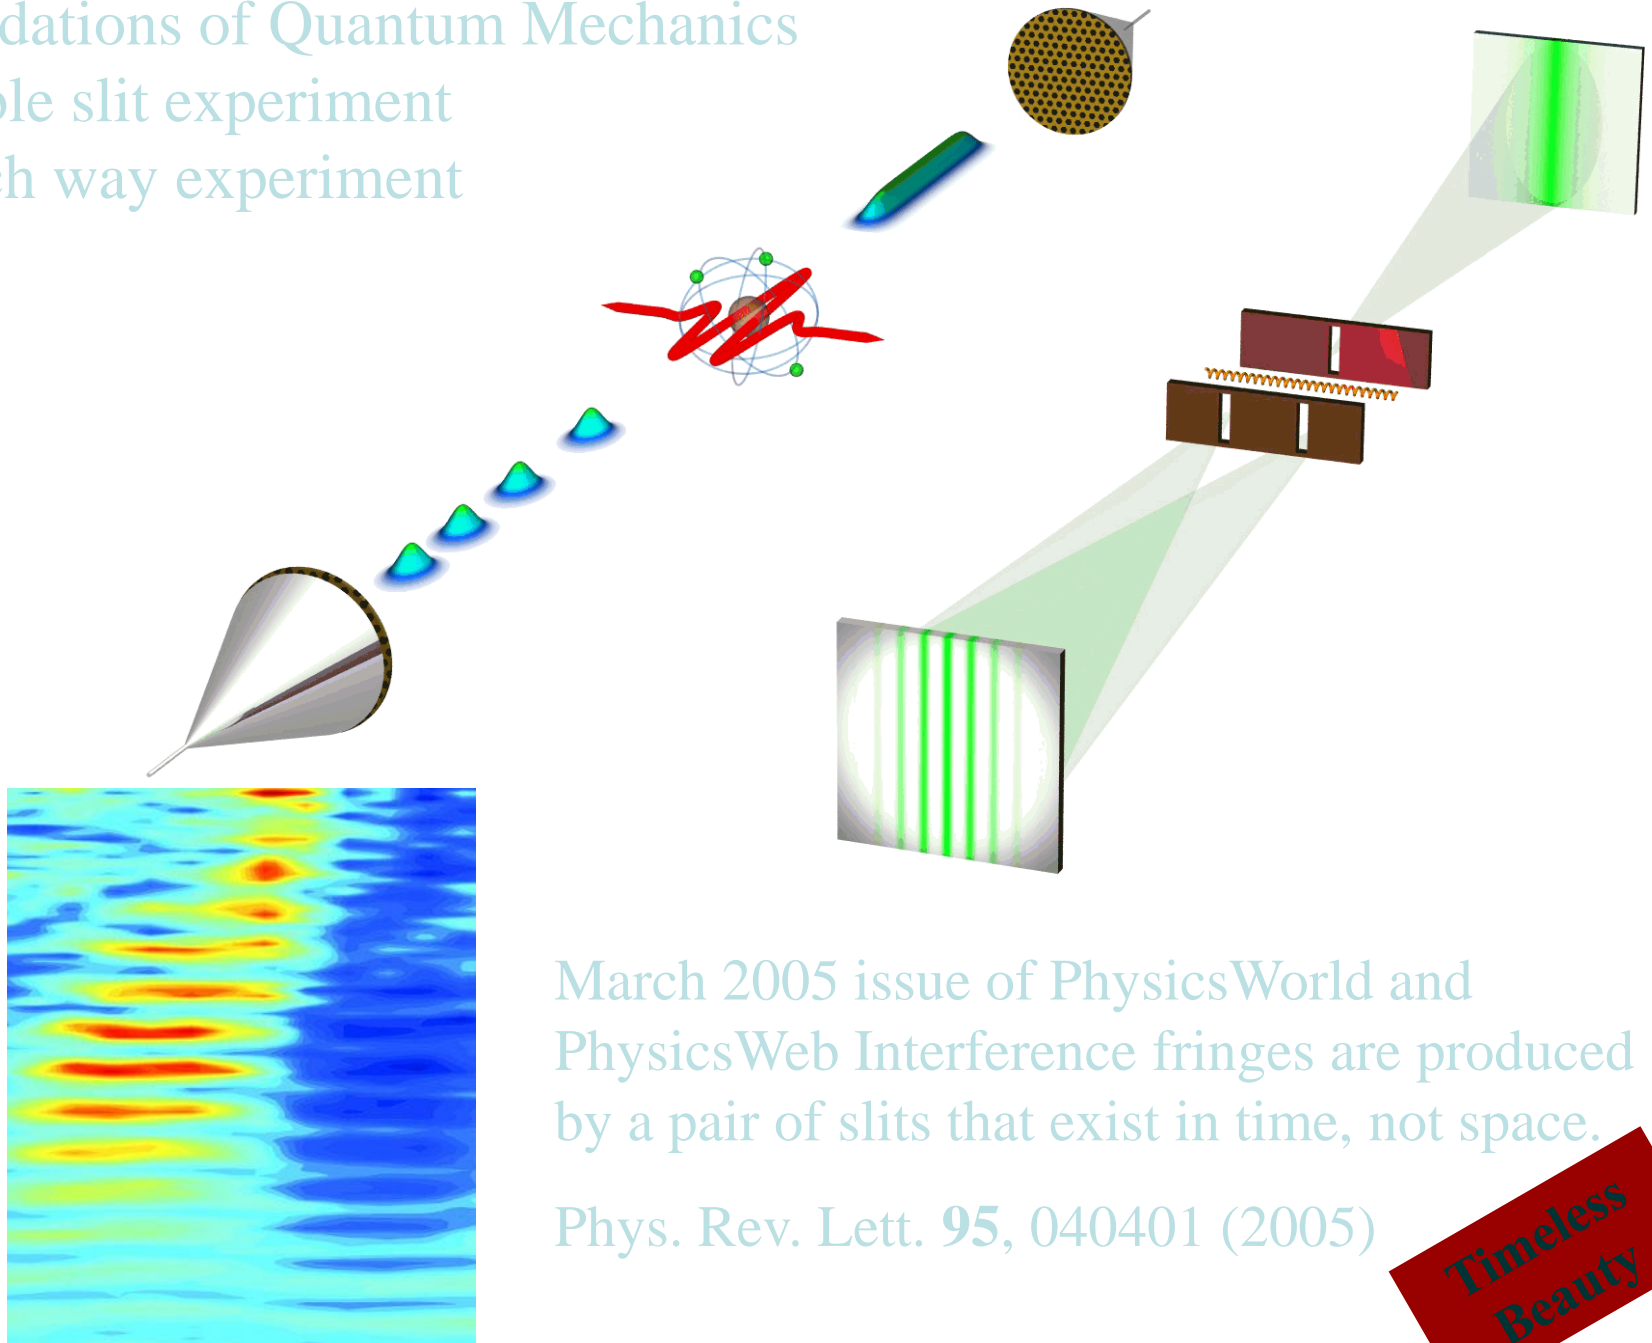 dations of Quantum Mechanics
ble slit experiment
ch way experiment
March 2005 issue of PhysicsWorld and
PhysicsWeb Interference fringes are produced
by a pair of slits that exist in time, not space.
Phys. Rev. Lett. 95, 040401 (2005)
Timeless
Beauty